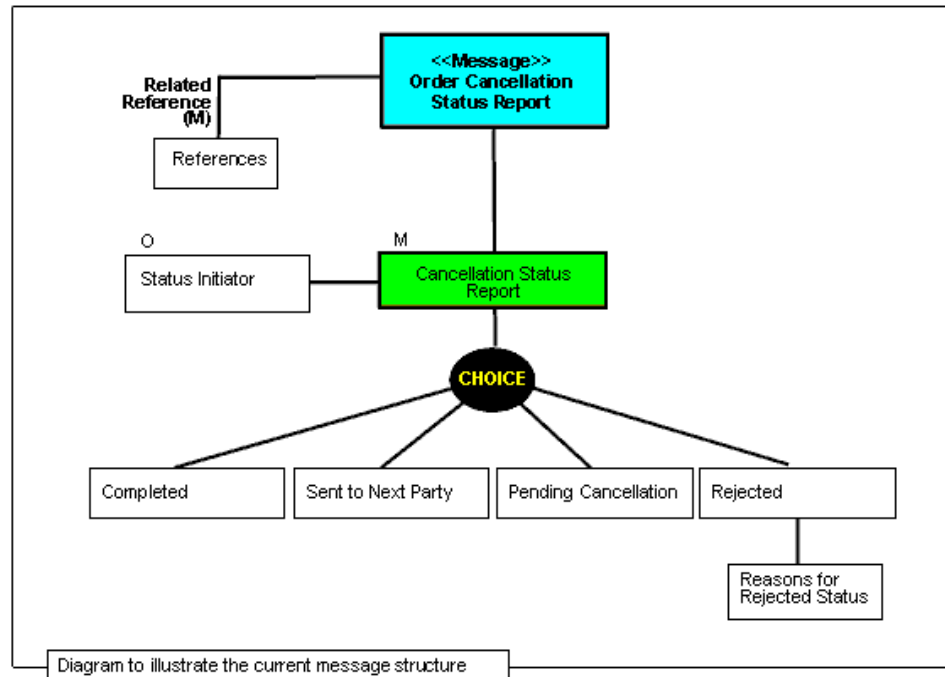 <<Message>>
Order Cancellation
Status Report
Related
Reference
(M)
References
O
Status Initiator
M
Cancellation Status
Report
CHOICE
Completed
Sent to Next Party
Pending Cancellation
Rejected
Reasons for
Rejected Status
Diagram to illustrate the current message structure